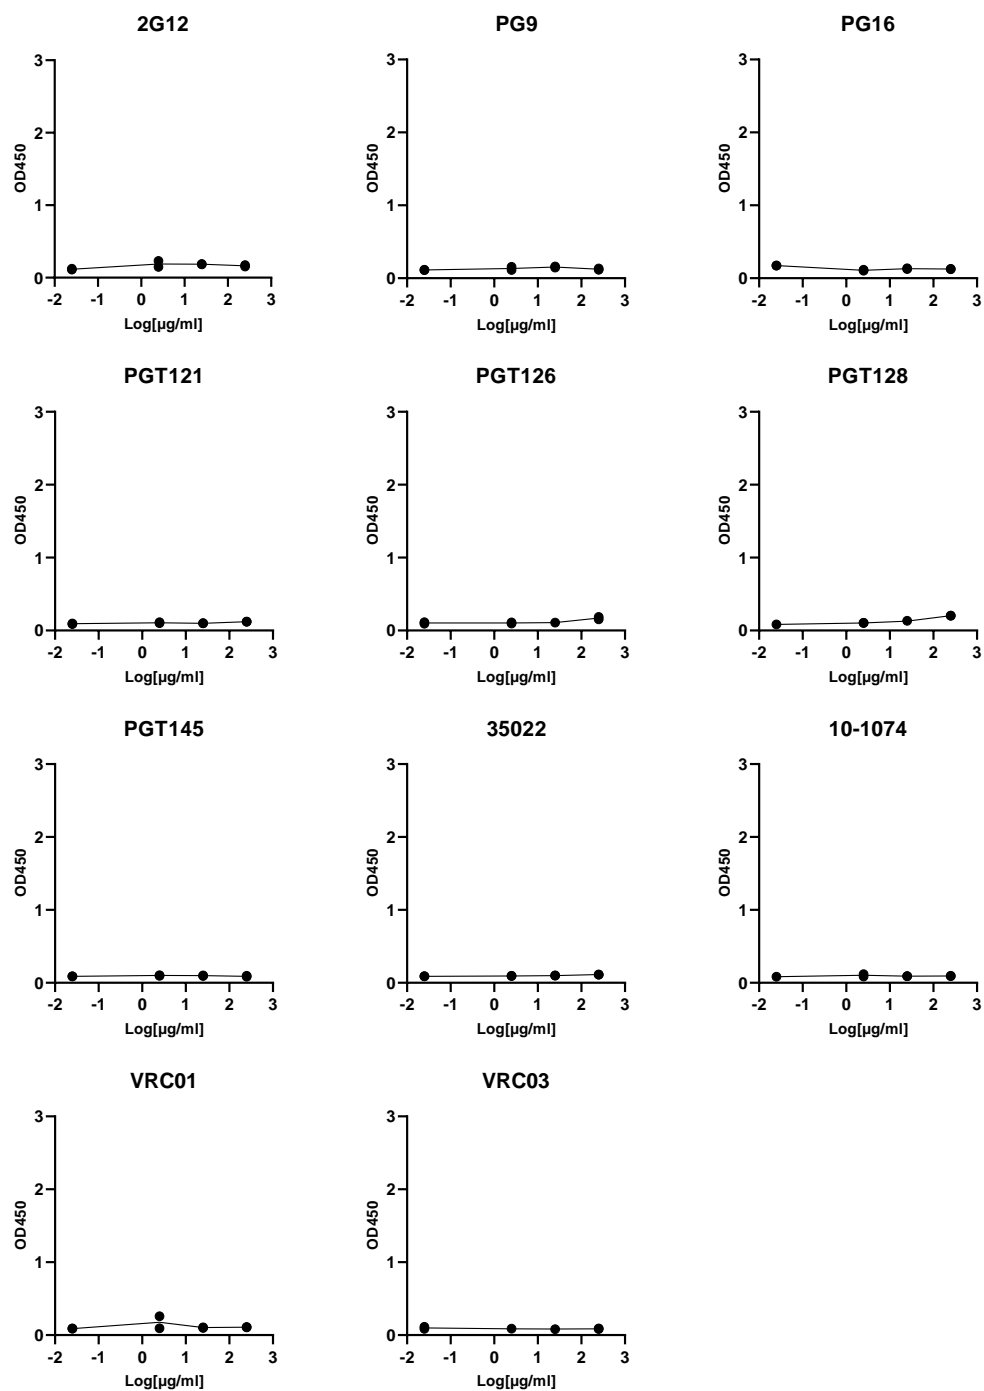 2G12
PG9
PG16
3
2
1
0
OD450
-2 -1 0 1 2 3
Log[µg/ml]
3
2
1
0
OD450
-2 -1 0 1 2 3
Log[µg/ml]
3
2
1
0
OD450
-2 -1 0 1 2 3
Log[µg/ml]
PGT121
PGT126
PGT128
3
2
1
0
OD450
-2 -1 0 1 2 3
Log[µg/ml]
3
2
1
0
OD450
-2 -1 0 1 2 3
Log[µg/ml]
3
2
1
0
OD450
-2 -1 0 1 2 3
Log[µg/ml]
PGT145
35022
10-1074
3
2
1
0
OD450
-2 -1 0 1 2 3
Log[µg/ml]
3
2
1
0
OD450
-2 -1 0 1 2 3
Log[µg/ml]
3
2
1
0
OD450
-2 -1 0 1 2 3
Log[µg/ml]
VRC01
VRC03
3
2
1
0
OD450
-2 -1 0 1 2 3
Log[µg/ml]
3
2
1
0
OD450
-2 -1 0 1 2 3
Log[µg/ml]